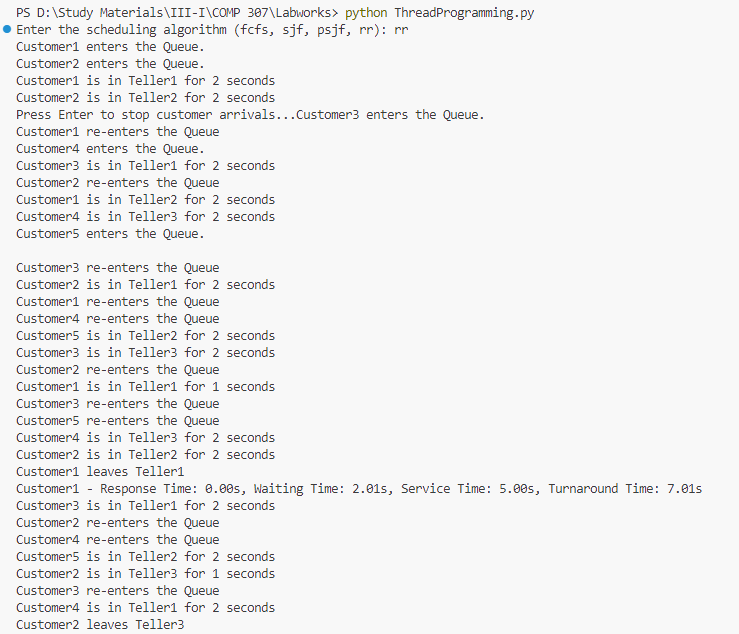 PS D:\Study Materials\III-I\COMP 307\Labworks> python ThreadProgramming.py
Enter the scheduling algorithm (fcfs, sjf, psjf, rr): rr
Customer1 enters the Queue.
Customer2 enters the Queue.
Customer1 is in Teller1 for 2 seconds
Customer2 is in Teller2 for 2 seconds
Press Enter to stop customer arrivals...Customer3 enters the Queue.
Customer1 re-enters the Queue
Customer4 enters the Queue.
Customer3 is in Teller1 for 2 seconds
Customer2 re-enters the Queue
Customer1 is in Teller2 for 2 seconds
Customer4 is in Teller3 for 2 seconds
Customer5 enters the Queue.

Customer3 re-enters the Queue
Customer2 is in Teller1 for 2 seconds
Customer1 re-enters the Queue
Customer4 re-enters the Queue
Customer5 is in Teller2 for 2 seconds
Customer3 is in Teller3 for 2 seconds
Customer2 re-enters the Queue
Customer1 is in Teller1 for 1 seconds
Customer3 re-enters the Queue
Customer5 re-enters the Queue
Customer4 is in Teller3 for 2 seconds
Customer2 is in Teller2 for 2 seconds
Customer1 leaves Teller1
Customer1 - Response Time: 0.00s, Waiting Time: 2.01s, Service Time: 5.00s, Turnaround Time: 7.01s
Customer3 is in Teller1 for 2 seconds
Customer2 re-enters the Queue
Customer4 re-enters the Queue
Customer5 is in Teller2 for 2 seconds
Customer2 is in Teller3 for 1 seconds
Customer3 re-enters the Queue
Customer4 is in Teller1 for 2 seconds
Customer2 leaves Teller3